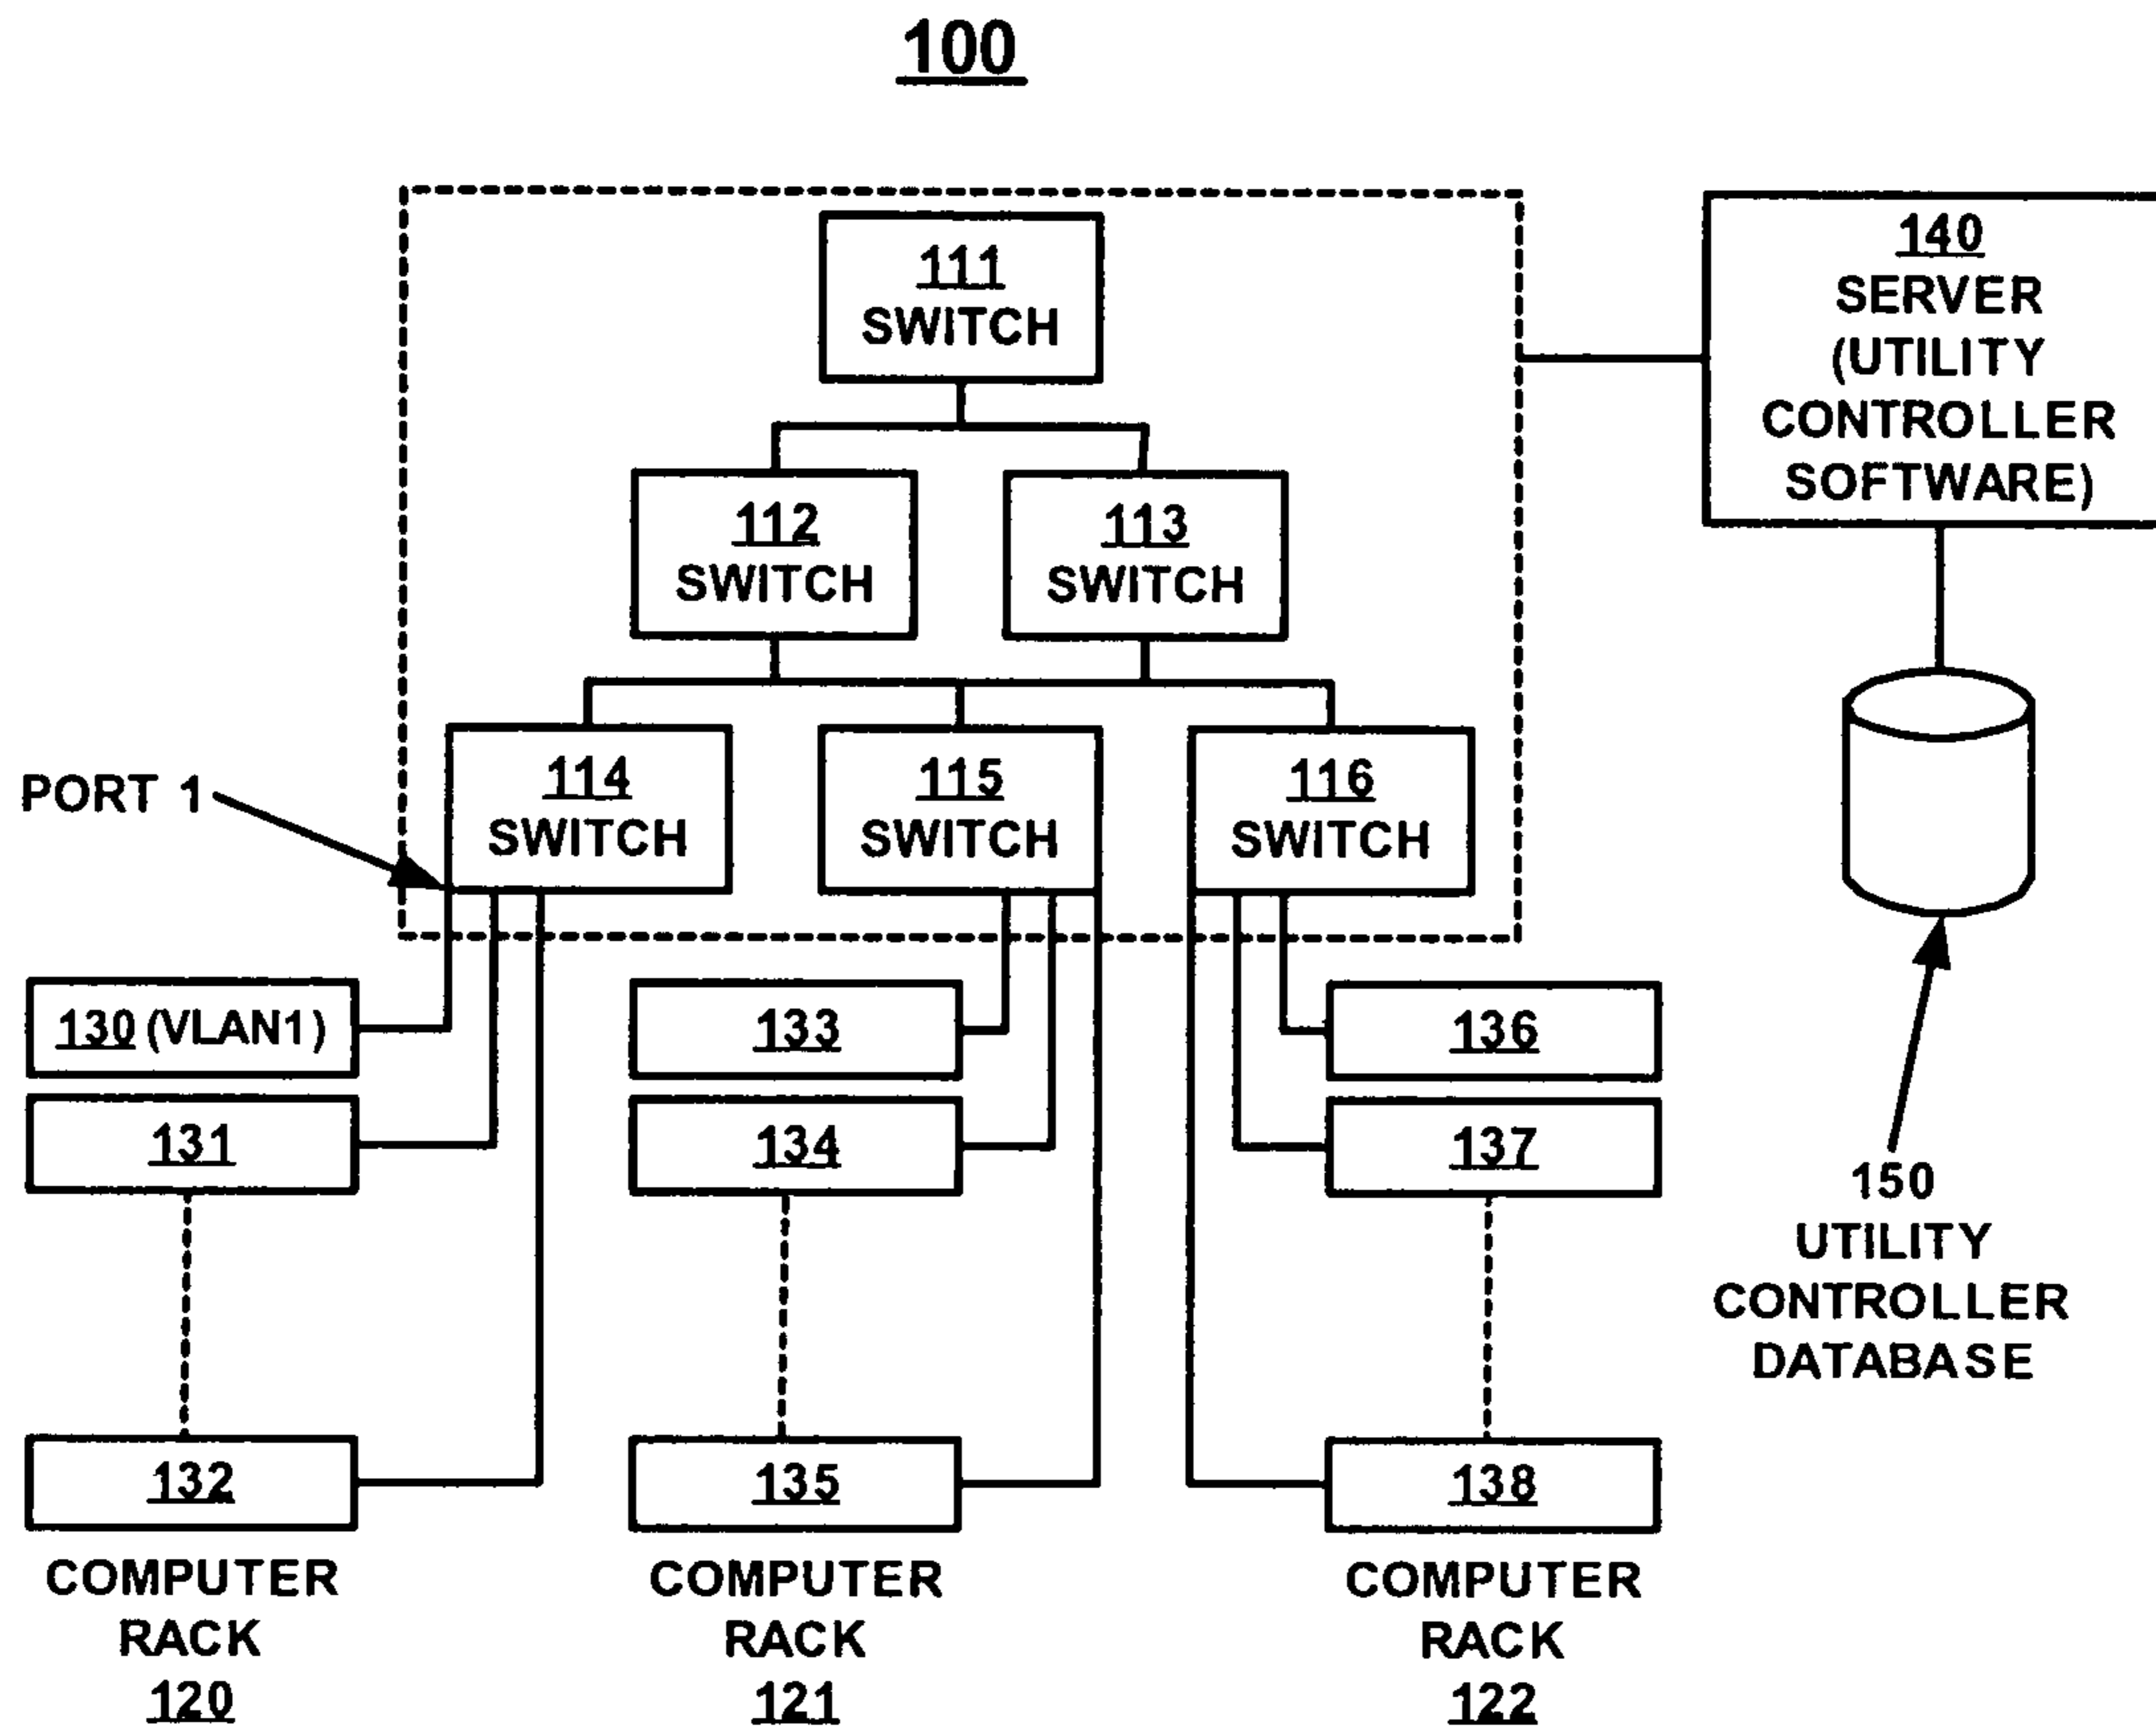 100
111
SWITCH
140
SERVER
(UTILITY
CONTROLLER
SOFTWARE)
112
SWITCH
113
SWITCH
PORT 1
114
SWITCH
115
SWITCH
116
SWITCH
130 (VLAN1)
131
132
133
134
135
136
137
138
150
UTILITY
CONTROLLER
DATABASE
COMPUTER
RACK
120
COMPUTER
RACK
121
COMPUTER
RACK
122